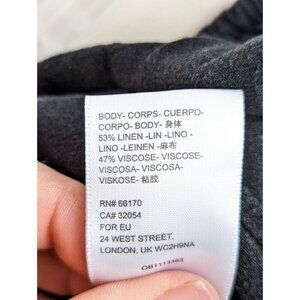 BODY- CORPS- CUERPO-
CORPO- BODY- 身体
53% LINEN -LIN -LINO -
LINO -LEINEN -麻布
47% VISCOSE- VISCOSE-
VISCOSA- VISCOSA-
VISKOSE- 粘胶
RN# 66170
CA# 32054
FOR EU
24 WEST STREET,
LONDON, UK WC2H9NA
OB1113363